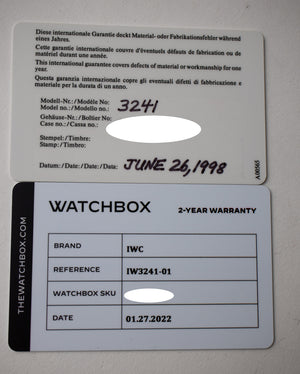 Diese internationale Garantie deckt Material- oder Fabrikationsfehler während
eines Jahres.
Cette garantie internationale couvre d'éventuels défauts de fabrication ou de
matériel durant une année.
This international guarantee covers defects of material or workmanship for one
year.
Questa garanzia internazionale copre gli eventuali difetti di fabbricazione e
materiale per la durata di un anno.
Modell-Nr./Modèle No:
Model no./Modello no.: 3241
Gehäuse-Nr./Boîtier No
Case no./Cassa no.:
Stempel:/Timbre:
Stamp:/Timbro:
Datum:/Date:/Date:/Data: JUNE 26,1998
A00565
THEWATCHBOX.COM
WATCHBOX 2-YEAR WARRANTY
BRAND IWC
REFERENCE IW3241-01
WATCHBOX SKU
DATE 01.27.2022